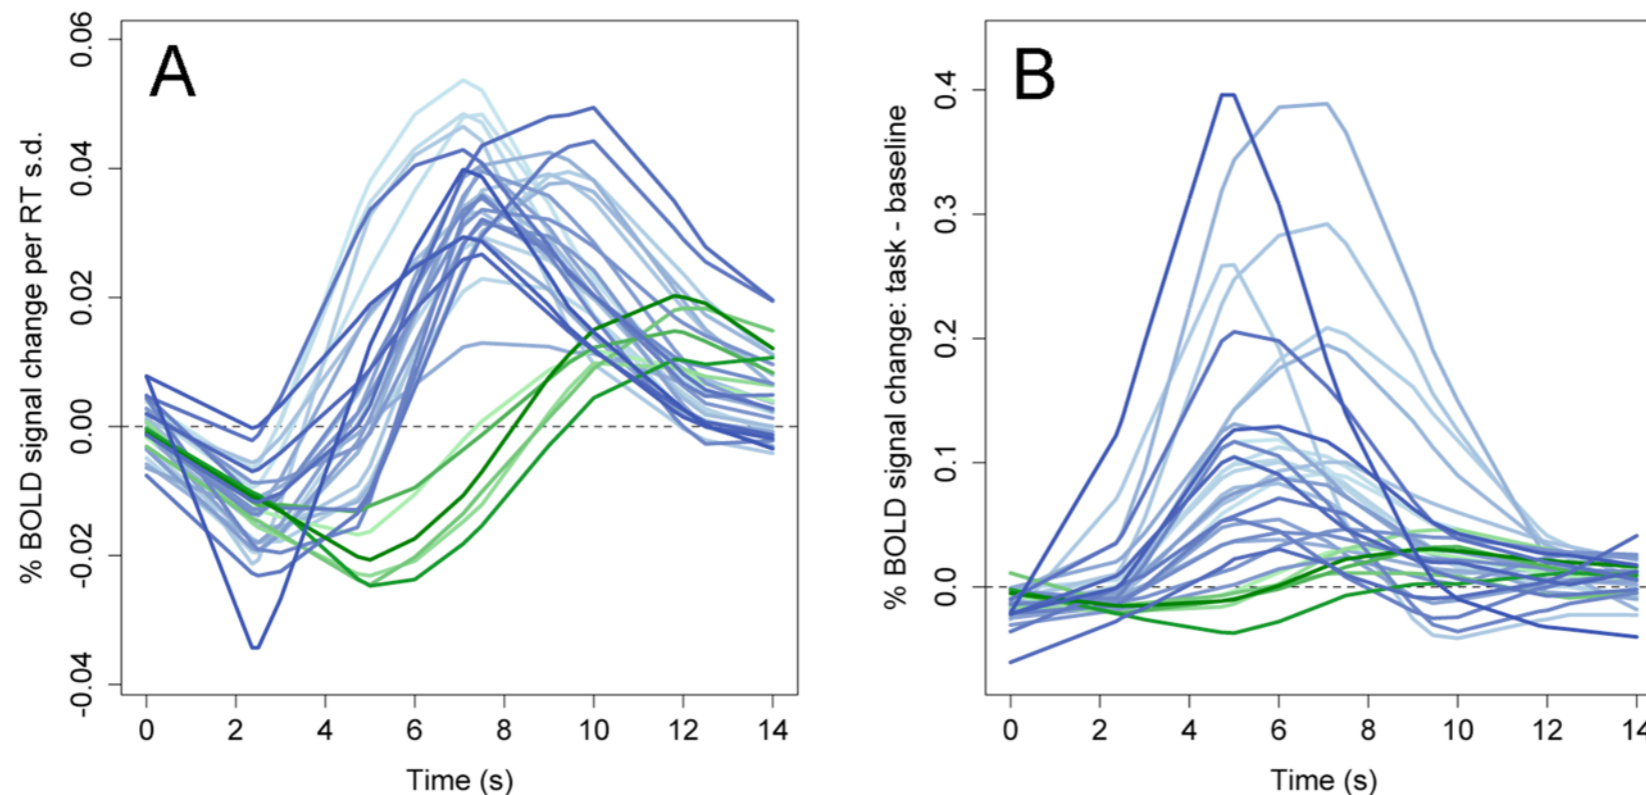 A
% BOLD signal change per RT s.d.
0.06
0.04
0.02
0.00
-0.02
-0.04
0 2 4 6 8 10 12 14
Time (s)
B
% BOLD signal change: task - baseline
0.4
0.3
0.2
0.1
0.0
0 2 4 6 8 10 12 14
Time (s)